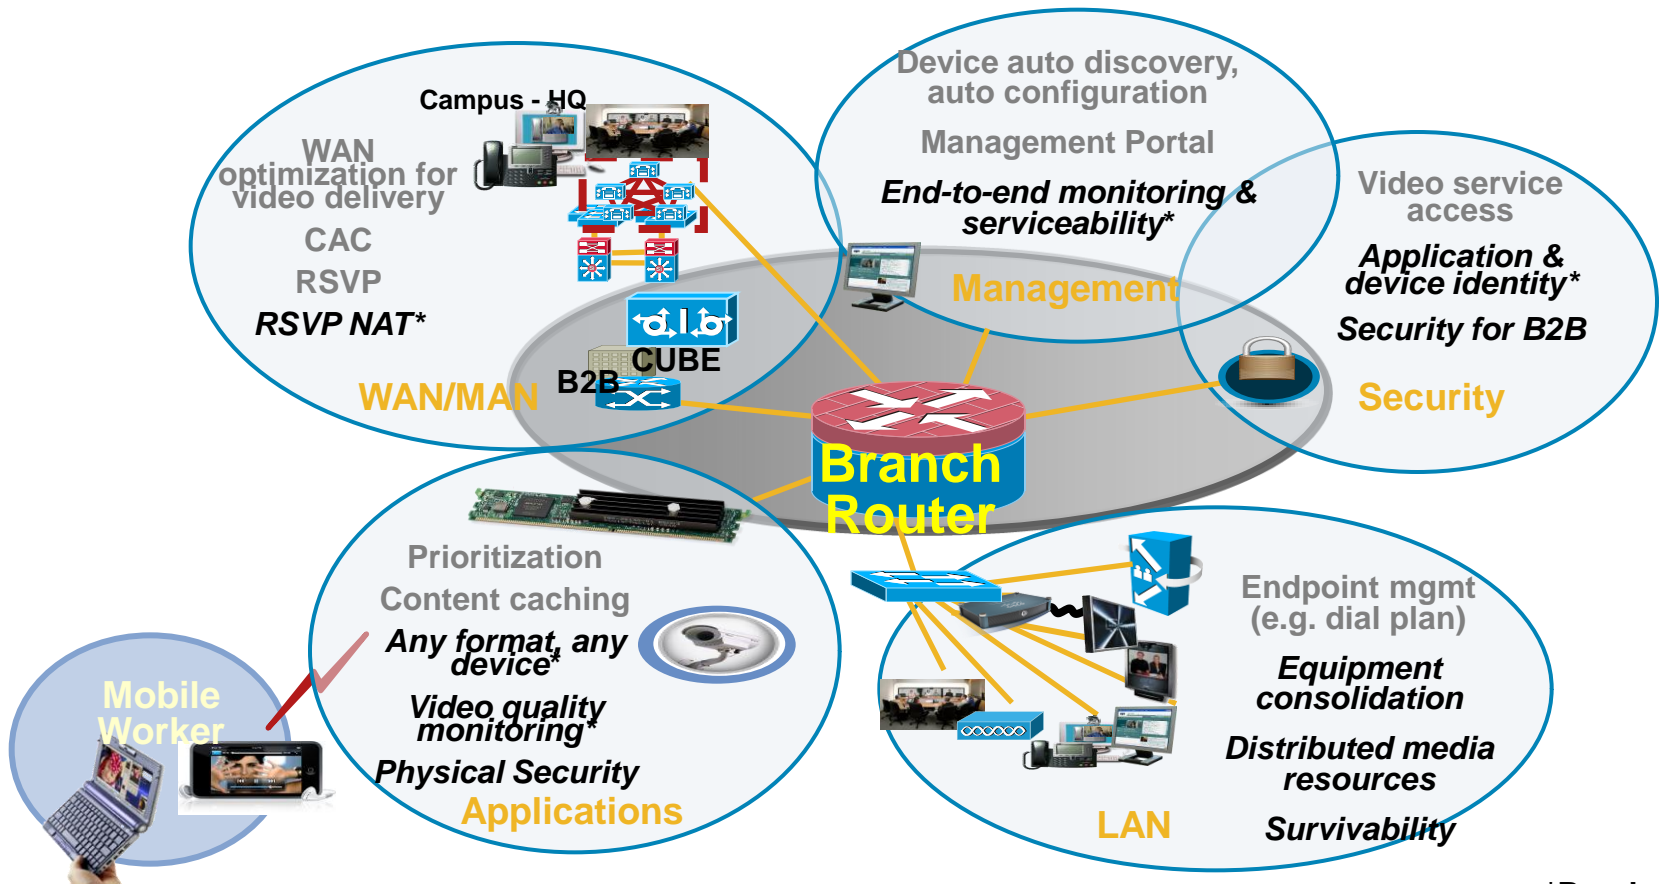 Campus - HQ
WAN
optimization for
video delivery
CAC
RSVP
RSVP NAT*
CUBE
B2B
WAN/MAN
Device auto discovery,
auto configuration
Management Portal
End-to-end monitoring &
serviceability*
Management
Video service
access
Application &
device identity*
Security for B2B
Security
Branch
Router
Prioritization
Content caching
Any format, any
device*
Video quality
monitoring*
Physical Security
Applications
Mobile
Worker
Endpoint mgmt
(e.g. dial plan)
Equipment
consolidation
Distributed media
resources
Survivability
LAN